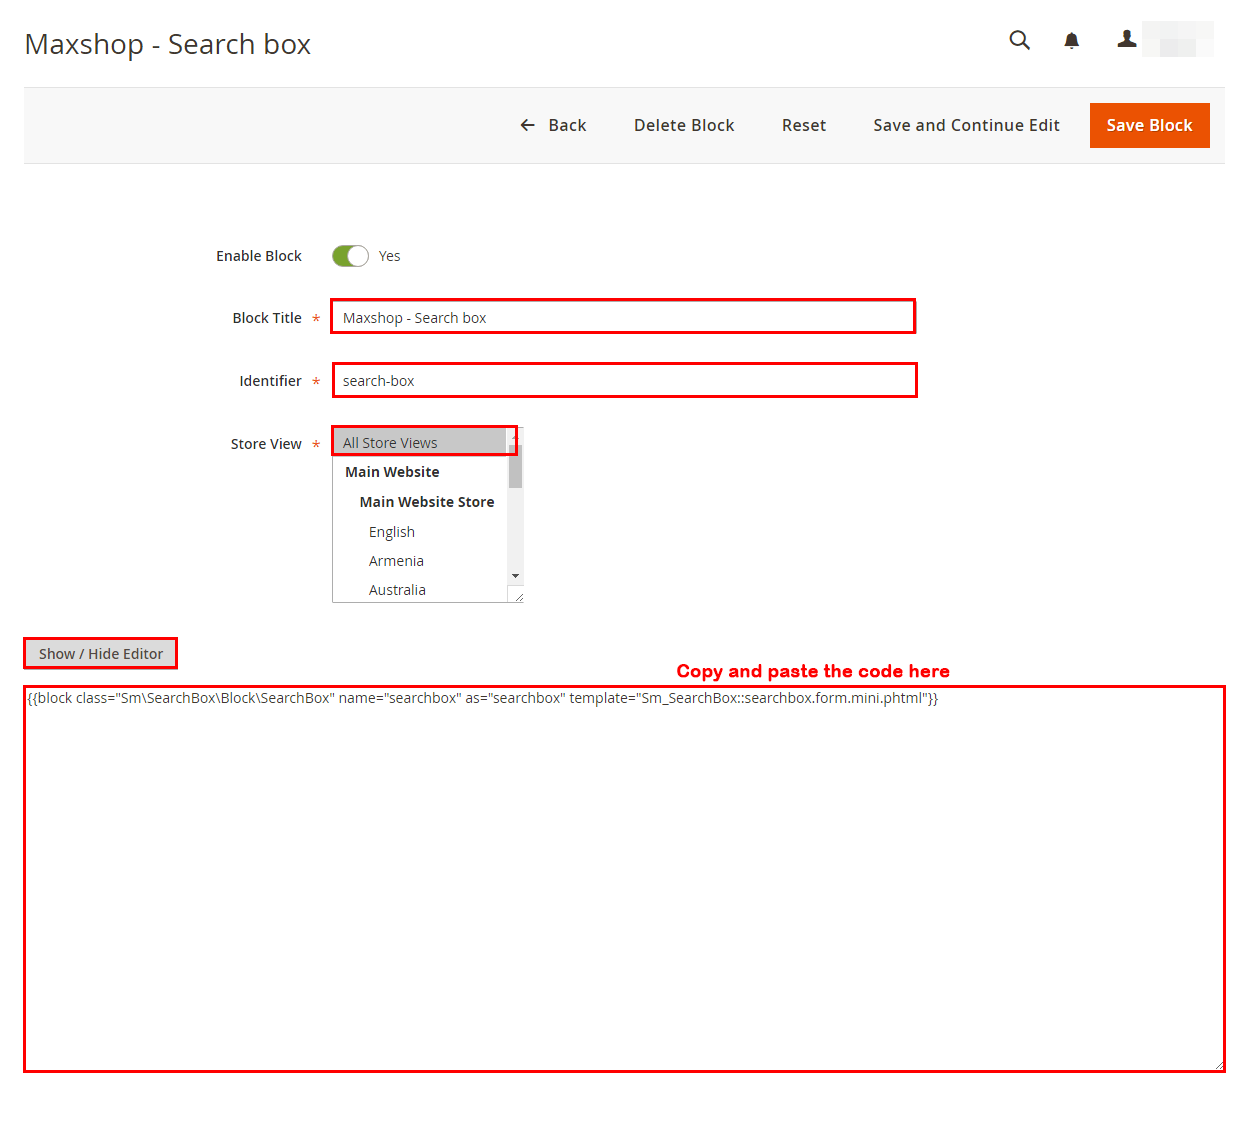 Maxshop - Search box
Back
Delete Block
Reset
Save and Continue Edit
Save Block
Enable Block
Yes
Block Title *
Maxshop - Search box
Identifier *
search-box
Store View *
All Store Views
Main Website
Main Website Store
English
Armenia
Australia
Show / Hide Editor
Copy and paste the code here
{{block class="Sm\SearchBox\Block\SearchBox" name="searchbox" as="searchbox" template="Sm_SearchBox::searchbox.form.mini.phtml"}}